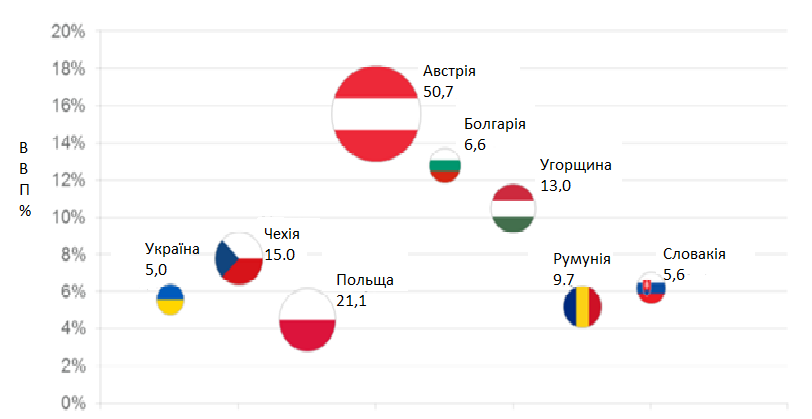 20%
18%
16%
14%
12%
10%
8%
6%
4%
2%
0%
В
В
П
%
Австрія
50,7
Болгарія
6,6
Угорщина
13,0
Україна
5,0
Чехія
15.0
Польща
21,1
Румунія
9.7
Словакія
5,6